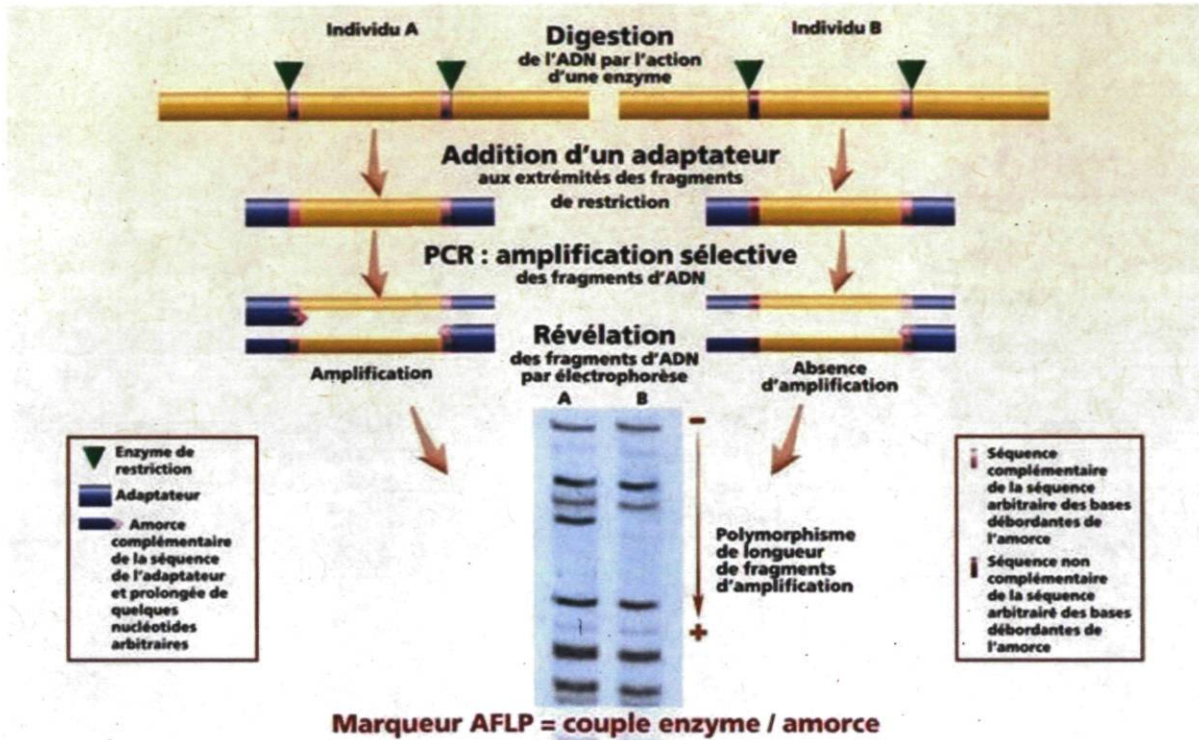 Individu A
Digestion
de l'ADN par l'action
d'une enzyme
Individu B
Addition d'un adaptateur
aux extrémités des fragments
de restriction
PCR : amplification sélective
des fragments d'ADN
Révélation
des fragments d'ADN
par électrophorèse
Amplification
Absence
d'amplification
A B
-
Polymorphisme
de longueur
de fragments
d'amplification
+
Enzyme de
restriction
Adaptateur
Amorce
complémentaire
de la séquence
de l'adaptateur
et prolongée de
quelques
nucléotides
arbitraires
Séquence
complémentaire
de la séquence
arbitraire des bases
débordantes de
l'amorce
Séquence non
complémentaire
de la séquence
arbitraire des bases
débordantes de
l'amorce
Marqueur AFLP = couple enzyme / amorce